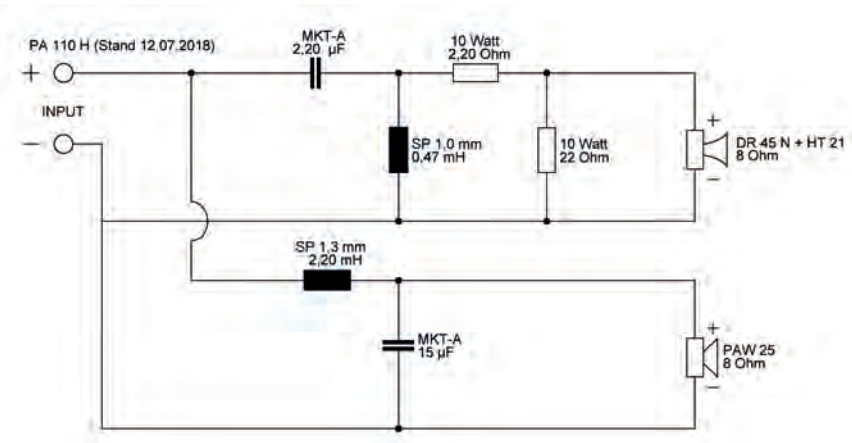 PA 110 H (Stand 12.07.2018)
+
INPUT
−
MKT-A
2,20 µF
10 Watt
2,20 Ohm
SP 1,0 mm
0,47 mH
10 Watt
22 Ohm
+
DR 45 N + HT 21
8 Ohm
−
SP 1,3 mm
2,20 mH
MKT-A
15 µF
+
PAW 25
8 Ohm
−